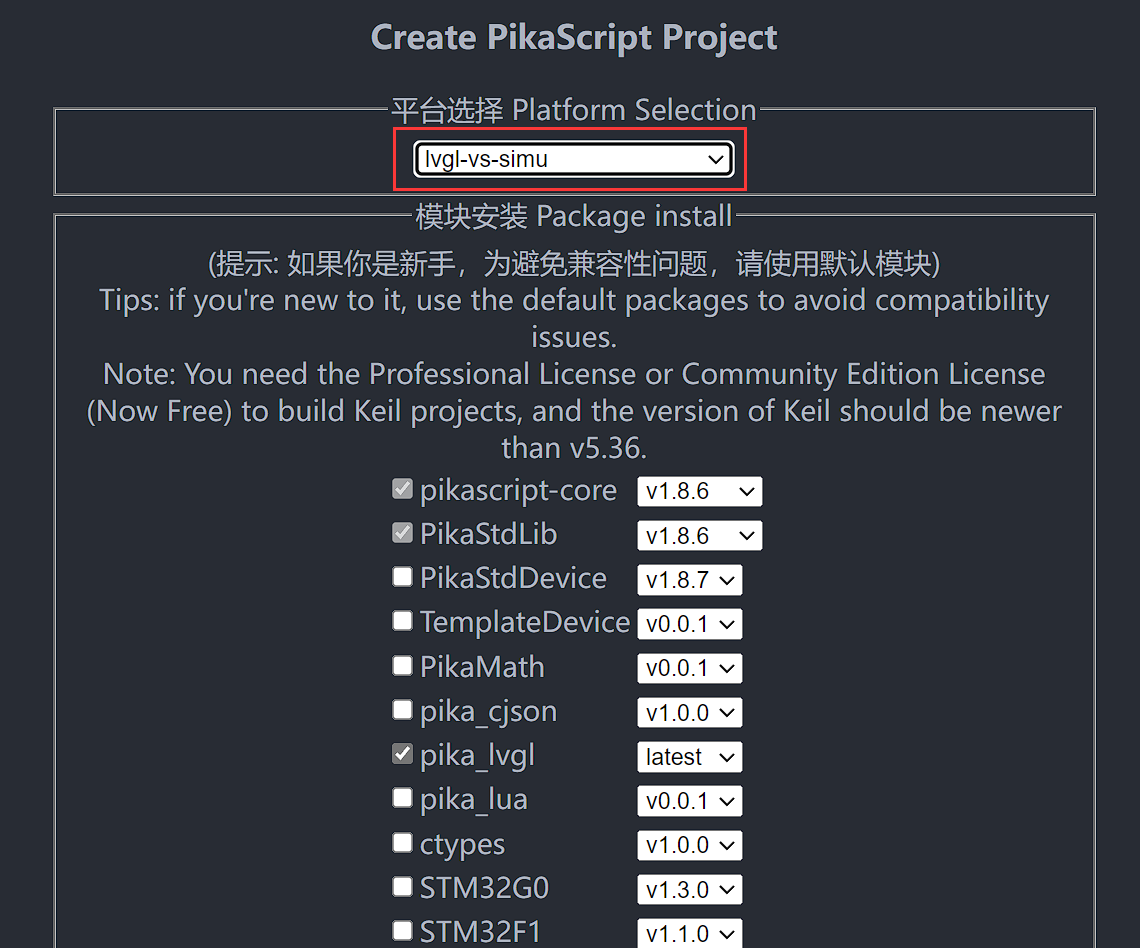 Create PikaScript Project
平台选择 Platform Selection
lvgl-vs-simu
模块安装 Package install
(提示: 如果你是新手，为避免兼容性问题，请使用默认模块)
Tips: if you're new to it, use the default packages to avoid compatibility
issues.
Note: You need the Professional License or Community Edition License
(Now Free) to build Keil projects, and the version of Keil should be newer
than v5.36.
pikascript-core v1.8.6
PikaStdLib v1.8.6
PikaStdDevice v1.8.7
TemplateDevice v0.0.1
PikaMath v0.0.1
pika_cjson v1.0.0
pika_lvgl latest
pika_lua v0.0.1
ctypes v1.0.0
STM32G0 v1.3.0
STM32F1 v1.1.0